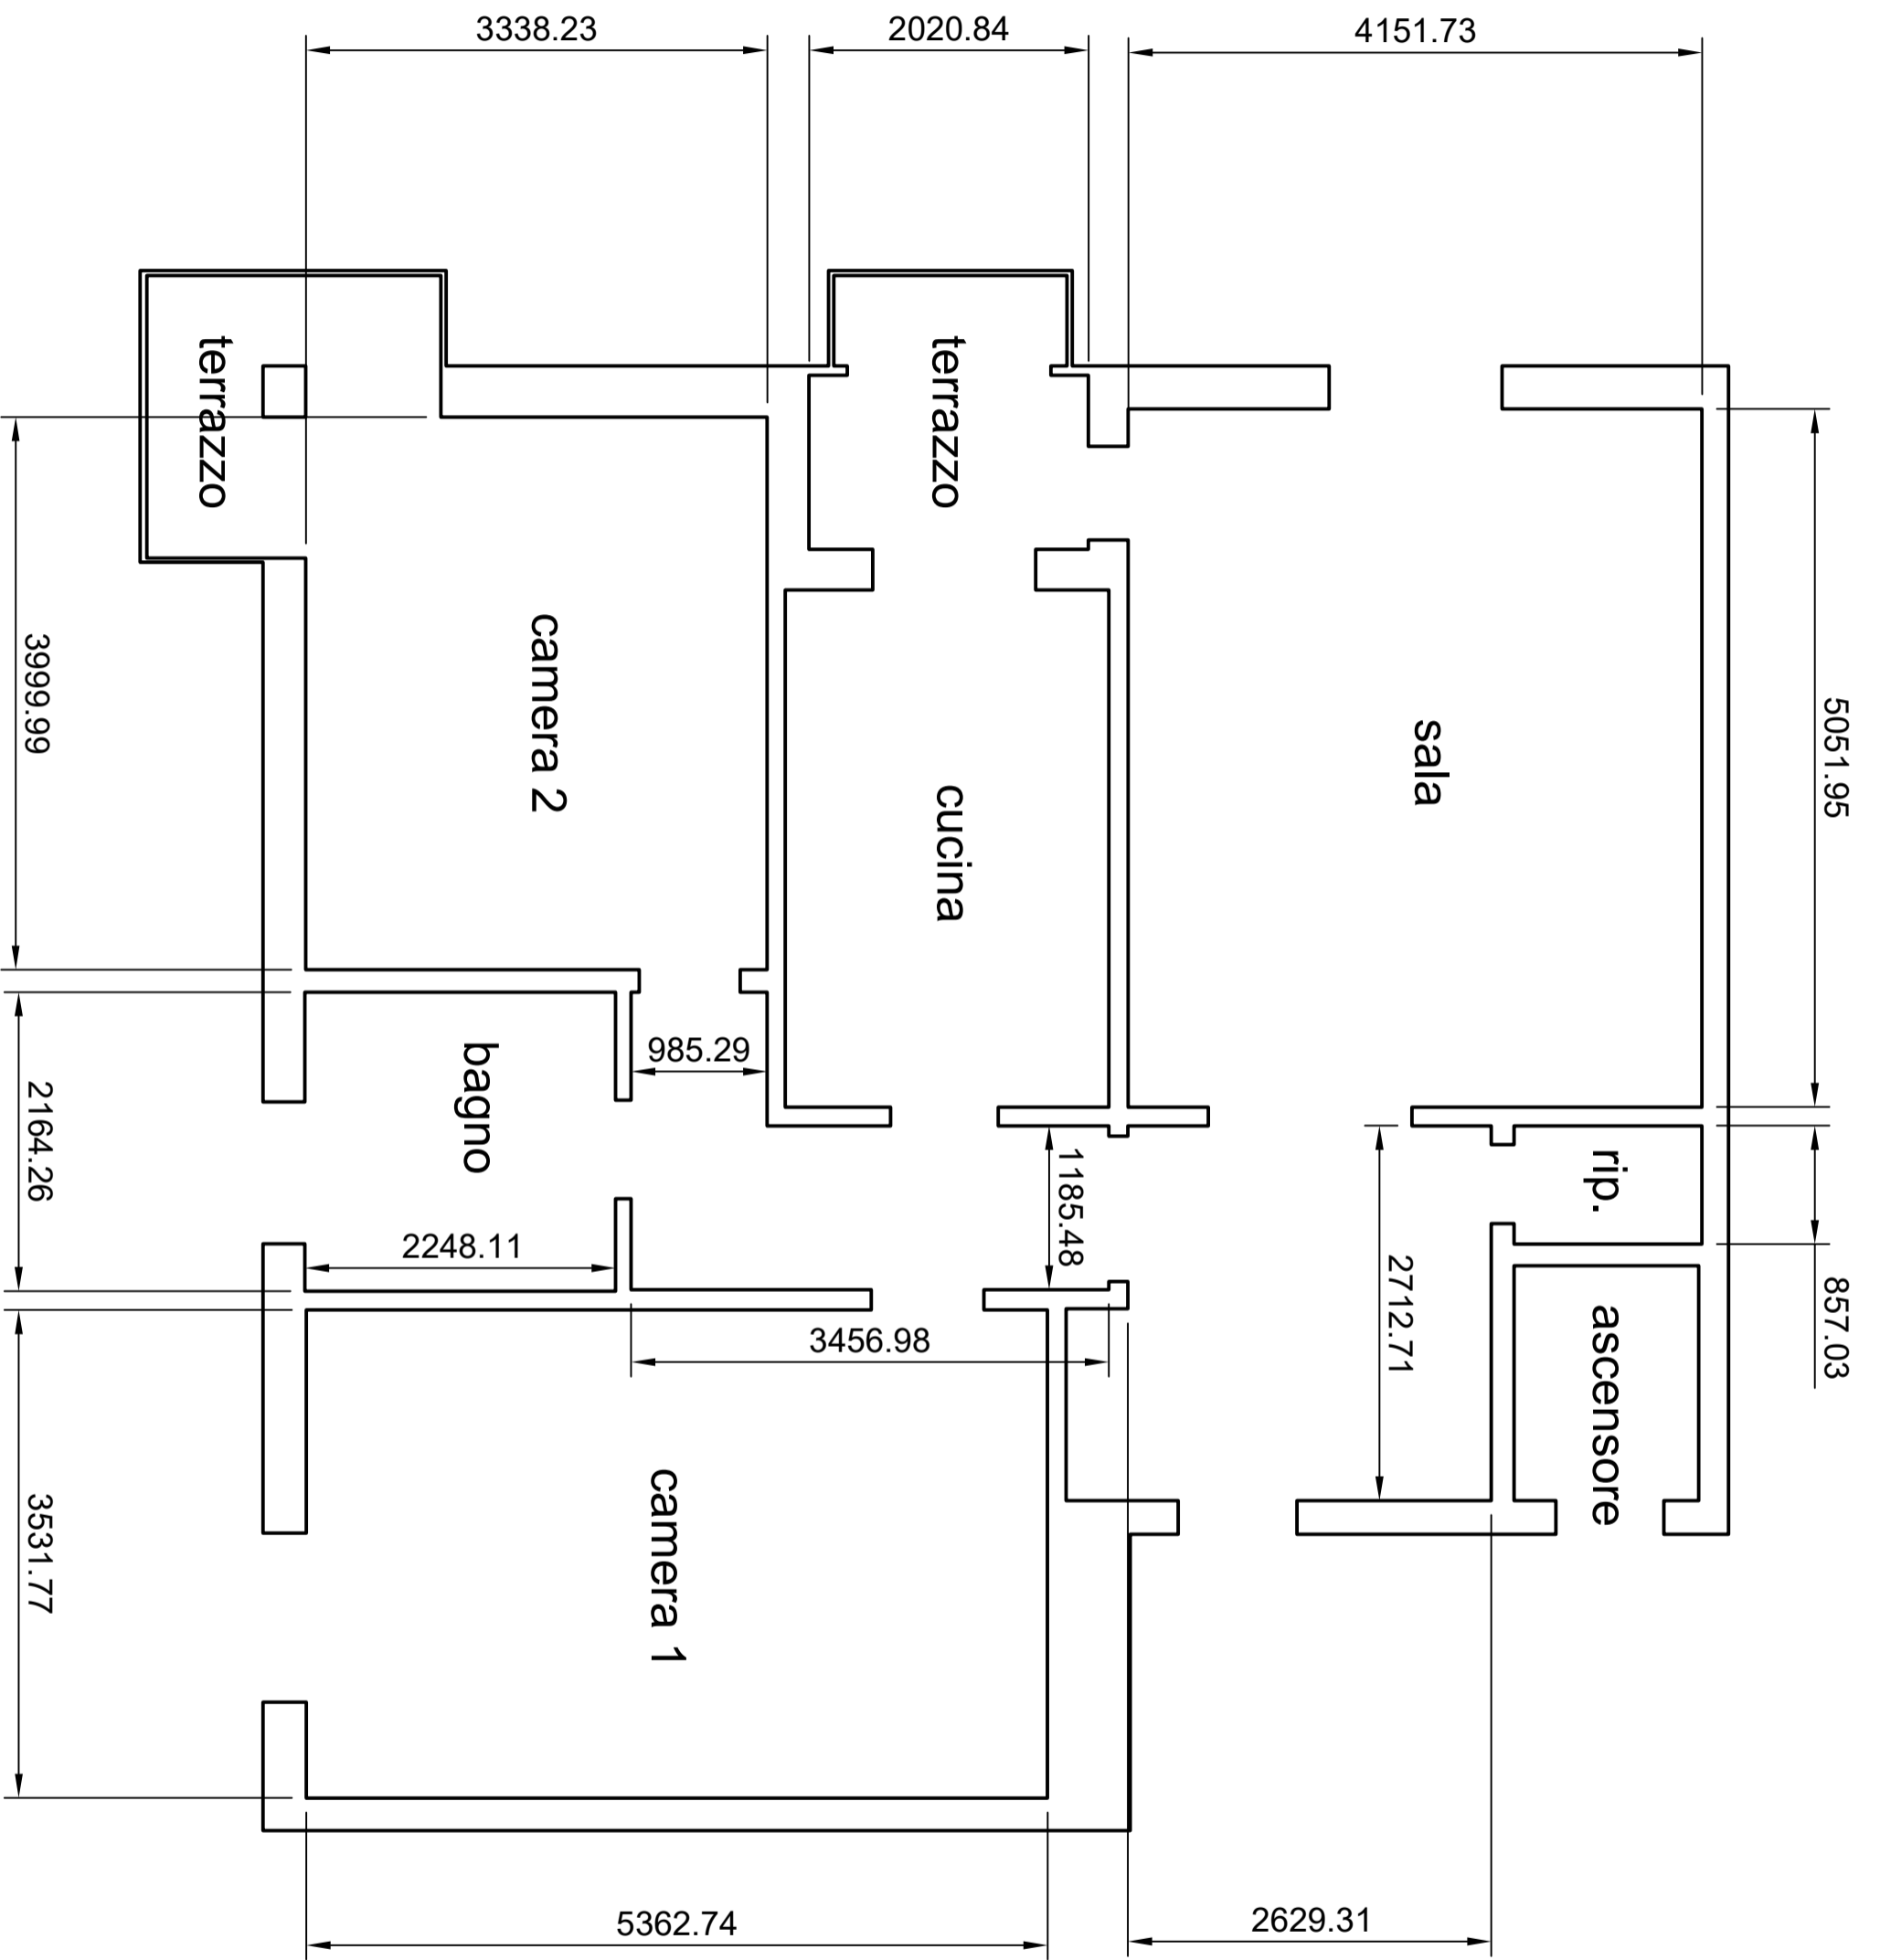 3338.23
2020.84
4151.73
terrazzo
terrazzo
camera 2
cucina
sala
5051.95
3999.99
985.29
bagno
2164.26
2248.11
1185.48
2712.71
rip.
857.03
ascensore
3456.98
camera 1
3531.77
5362.74
2629.31